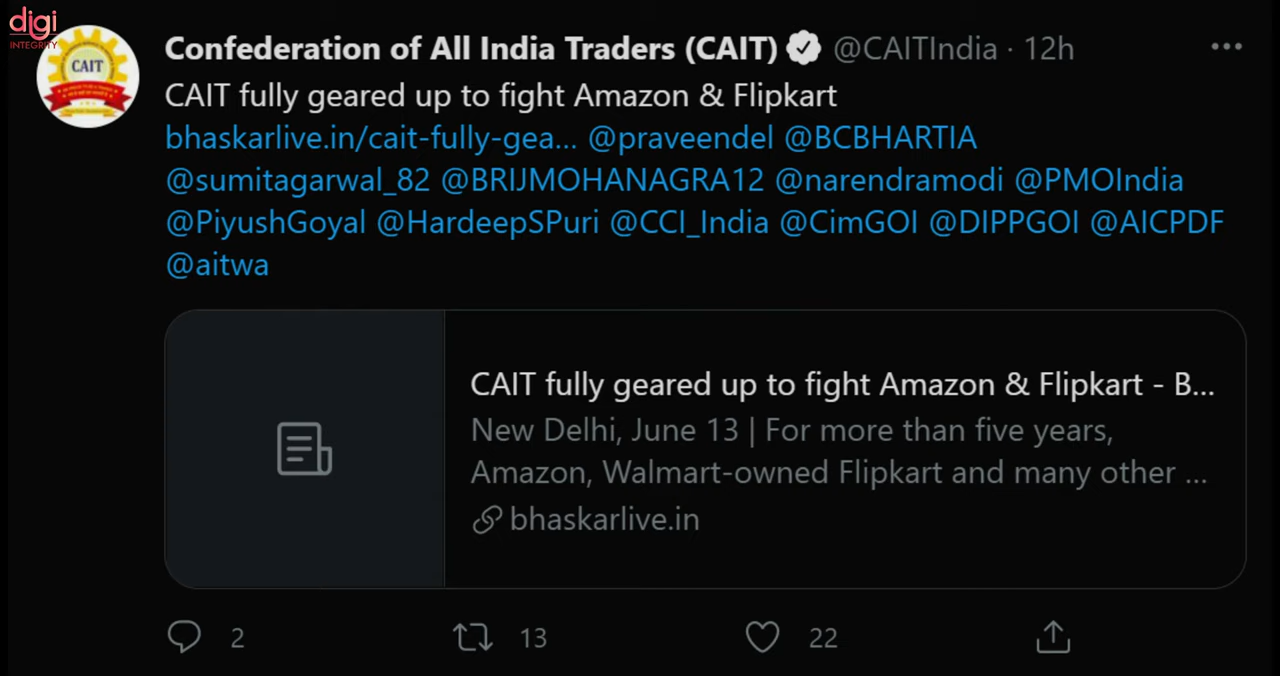 digi
INTEGRITY
CAIT
Confederation of All India Traders (CAIT) @CAITIndia · 12h
CAIT fully geared up to fight Amazon & Flipkart
bhaskarlive.in/cait-fully-gea... @praveendel @BCBHARTIA
@sumitagarwal_82 @BRIJMOHANAGRA12 @narendramodi @PMOIndia
@PiyushGoyal @HardeepSPuri @CCI_India @CimGOI @DIPPGOI @AICPDF
@aitwa
CAIT fully geared up to fight Amazon & Flipkart - B...
New Delhi, June 13 | For more than five years,
Amazon, Walmart-owned Flipkart and many other ...
bhaskarlive.in
2 13 22